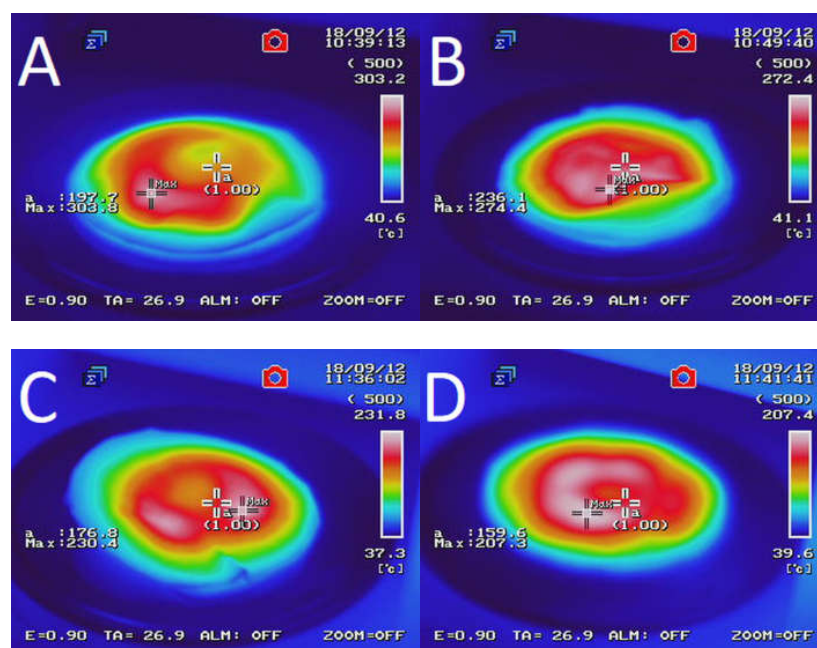 A
Σ
18/09/12
10:39:13
( 500)
303.2
Max
a
(1.00)
a :197.7
Max:303.8
40.6
[°c]
E=0.90 TA= 26.9 ALM: OFF ZOOM=OFF
B
Σ
18/09/12
10:49:40
( 500)
272.4
Max
(1.00)
a :236.1
Max:274.4
41.1
[°c]
E=0.90 TA= 26.9 ALM: OFF ZOOM=OFF
C
Σ
18/09/12
11:36:02
( 500)
231.8
Max
a
(1.00)
a :176.8
Max:230.4
37.3
[°c]
E=0.90 TA= 26.9 ALM: OFF ZOOM=OFF
D
Σ
18/09/12
11:41:41
( 500)
207.4
Max
a
(1.00)
a :159.6
Max:207.3
39.6
[°c]
E=0.90 TA= 26.9 ALM: OFF ZOOM=OFF